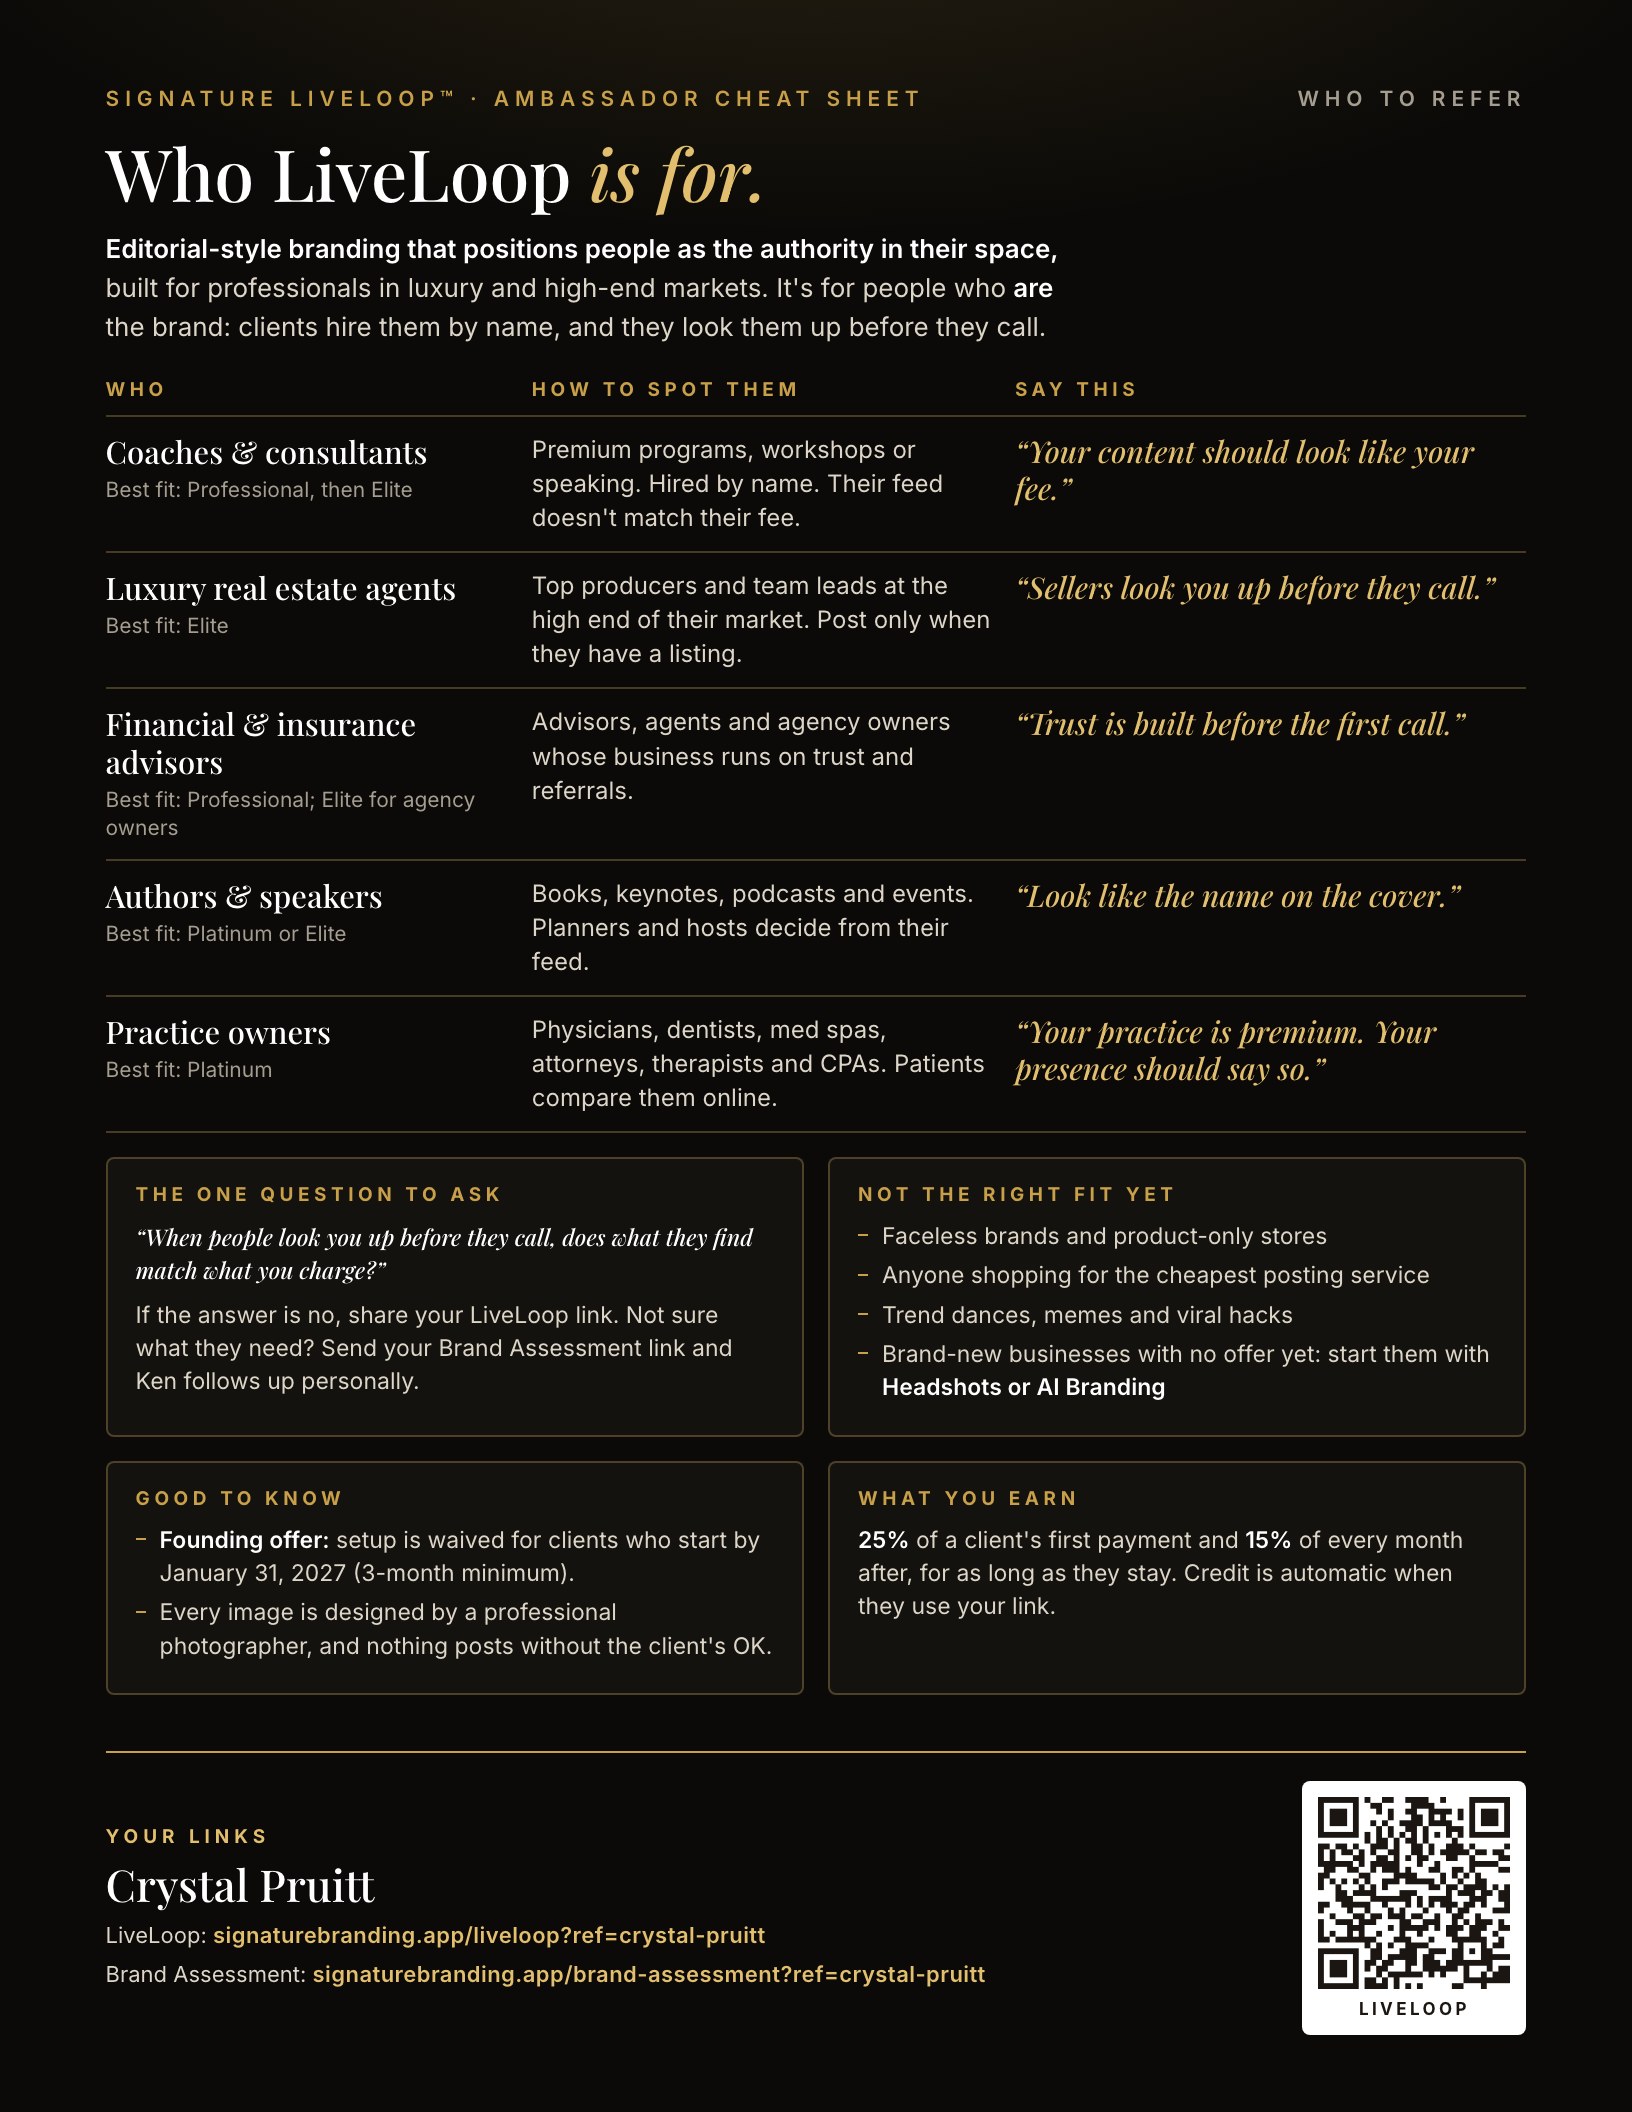 SIGNATURE LIVELOOP™ · AMBASSADOR CHEAT SHEET
WHO TO REFER
Who LiveLoop is for.
Editorial-style branding that positions people as the authority in their space,
built for professionals in luxury and high-end markets. It's for people who are
the brand: clients hire them by name, and they look them up before they call.
WHO
HOW TO SPOT THEM
SAY THIS
Coaches & consultants
Best fit: Professional, then Elite
Premium programs, workshops or
speaking. Hired by name. Their feed
doesn't match their fee.
“Your content should look like your
fee.”
Luxury real estate agents
Best fit: Elite
Top producers and team leads at the
high end of their market. Post only when
they have a listing.
“Sellers look you up before they call.”
Financial & insurance
advisors
Best fit: Professional; Elite for agency
owners
Advisors, agents and agency owners
whose business runs on trust and
referrals.
“Trust is built before the first call.”
Authors & speakers
Best fit: Platinum or Elite
Books, keynotes, podcasts and events.
Planners and hosts decide from their
feed.
“Look like the name on the cover.”
Practice owners
Best fit: Platinum
Physicians, dentists, med spas,
attorneys, therapists and CPAs. Patients
compare them online.
“Your practice is premium. Your
presence should say so.”
THE ONE QUESTION TO ASK
“When people look you up before they call, does what they find
match what you charge?”
If the answer is no, share your LiveLoop link. Not sure
what they need? Send your Brand Assessment link and
Ken follows up personally.
NOT THE RIGHT FIT YET
– Faceless brands and product-only stores
– Anyone shopping for the cheapest posting service
– Trend dances, memes and viral hacks
– Brand-new businesses with no offer yet: start them with
Headshots or AI Branding
GOOD TO KNOW
– Founding offer: setup is waived for clients who start by
January 31, 2027 (3-month minimum).
– Every image is designed by a professional
photographer, and nothing posts without the client's OK.
WHAT YOU EARN
25% of a client's first payment and 15% of every month
after, for as long as they stay. Credit is automatic when
they use your link.
YOUR LINKS
Crystal Pruitt
LiveLoop: signaturebranding.app/liveloop?ref=crystal-pruitt
Brand Assessment: signaturebranding.app/brand-assessment?ref=crystal-pruitt
LIVELOOP